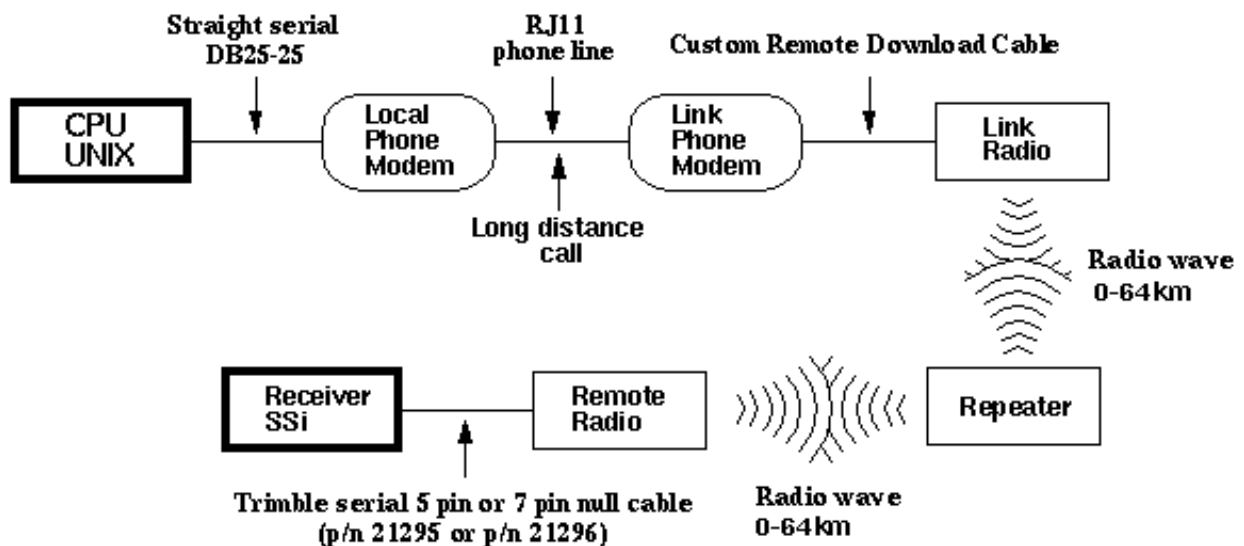 Straight serial
DB25-25
RJ11
phone line
Custom Remote Download Cable
CPU
UNIX
Local
Phone
Modem
Link
Phone
Modem
Link
Radio
Long distance
call
Radio wave
0-64km
Receiver
SSi
Remote
Radio
Repeater
Trimble serial 5 pin or 7 pin null cable
(p/n 21295 or p/n 21296)
Radio wave
0-64km